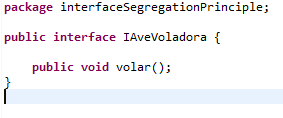 package interfaceSegregationPrinciple;
public interface IAveVoladora {
public void volar();
}